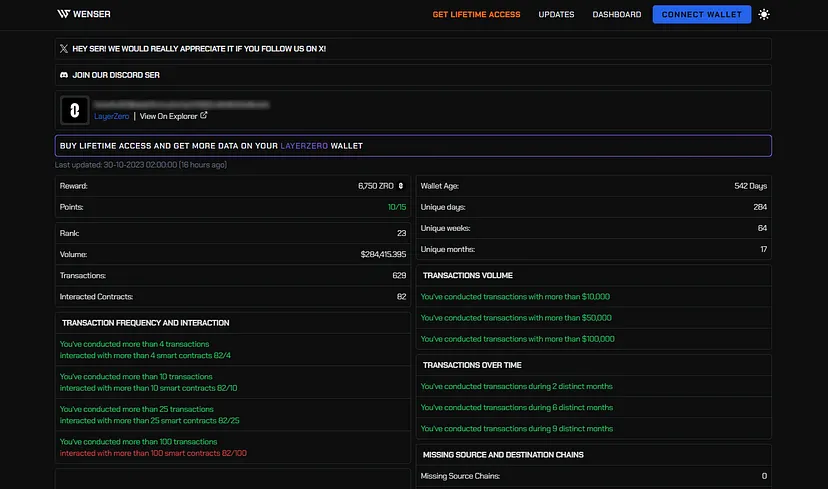 WENSER
GET LIFETIME ACCESS UPDATES DASHBOARD CONNECT WALLET
HEY SER! WE WOULD REALLY APPRECIATE IT IF YOU FOLLOW US ON X!
JOIN OUR DISCORD SER
LayerZero | View On Explorer
BUY LIFETIME ACCESS AND GET MORE DATA ON YOUR LAYERZERO WALLET
Last updated: 30-10-2023 02:00:00 (16 hours ago)
Reward: 6,750 ZRO
Points: 10/15
Rank: 23
Volume: $284,415.395
Transactions: 629
Interacted Contracts: 82
TRANSACTION FREQUENCY AND INTERACTION
You've conducted more than 4 transactions
interacted with more than 4 smart contracts 82/4
You've conducted more than 10 transactions
interacted with more than 10 smart contracts 82/10
You've conducted more than 25 transactions
interacted with more than 25 smart contracts 82/25
You've conducted more than 100 transactions
interacted with more than 100 smart contracts 82/100
Wallet Age: 542 Days
Unique days: 284
Unique weeks: 64
Unique months: 17
TRANSACTIONS VOLUME
You've conducted transactions with more than $10,000
You've conducted transactions with more than $50,000
You've conducted transactions with more than $100,000
TRANSACTIONS OVER TIME
You've conducted transactions during 2 distinct months
You've conducted transactions during 6 distinct months
You've conducted transactions during 9 distinct months
MISSING SOURCE AND DESTINATION CHAINS
Missing Source Chains: 0